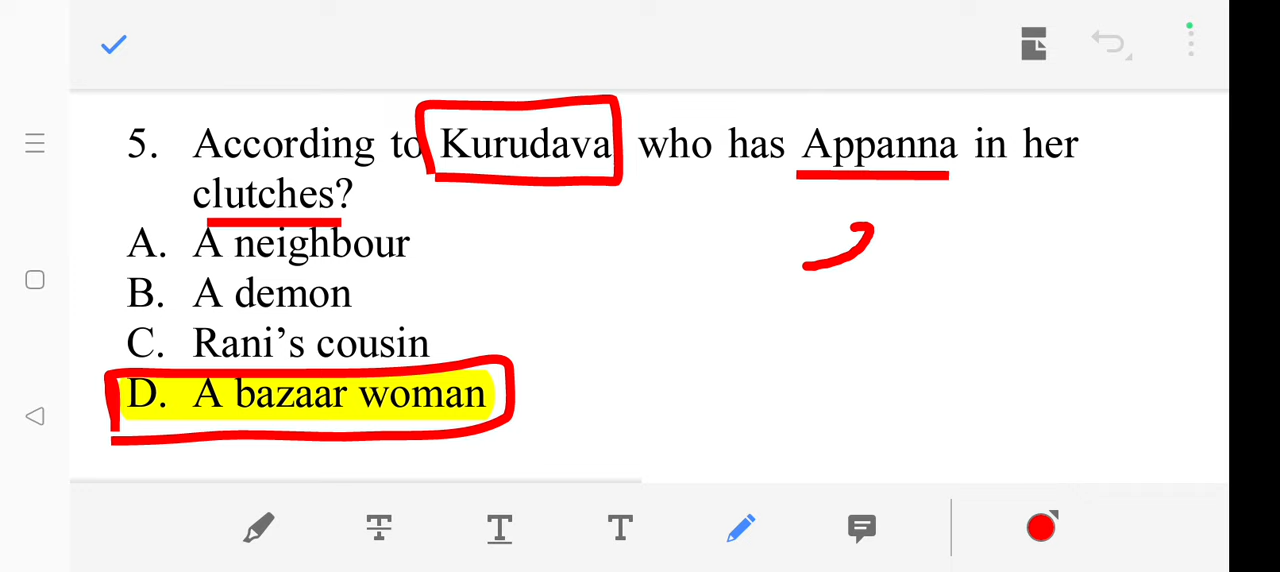 5. According to Kurudava who has Appanna in her
clutches?
A. A neighbour
B. A demon
C. Rani’s cousin
D. A bazaar woman
T
T
T